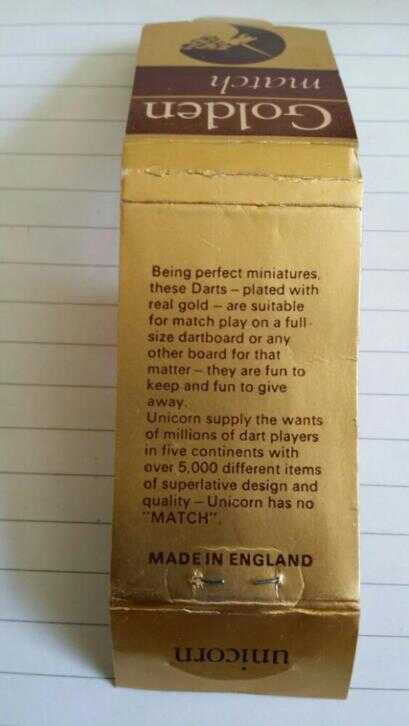 Golden
match
Being perfect miniatures,
these Darts – plated with
real gold – are suitable
for match play on a full-
size dartboard or any
other board for that
matter – they are fun to
keep and fun to give
away.
Unicorn supply the wants
of millions of dart players
in five continents with
over 5,000 different items
of superlative design and
quality – Unicorn has no
"MATCH".
MADE IN ENGLAND
unicorn